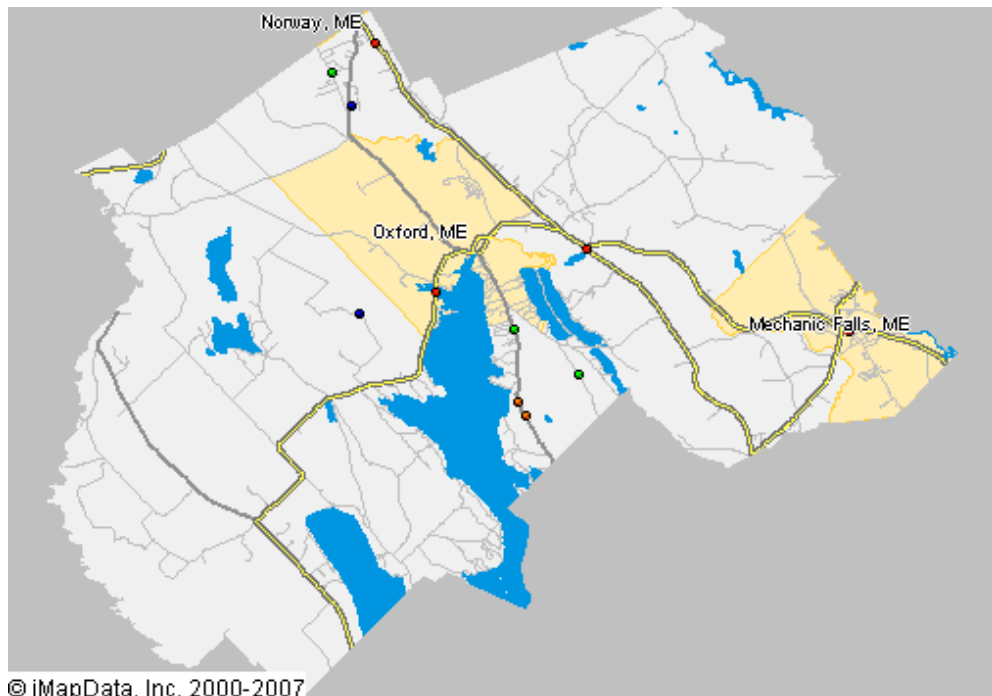 Norway, ME
Oxford, ME
Mechanic Falls, ME
© iMapData, Inc. 2000-2007